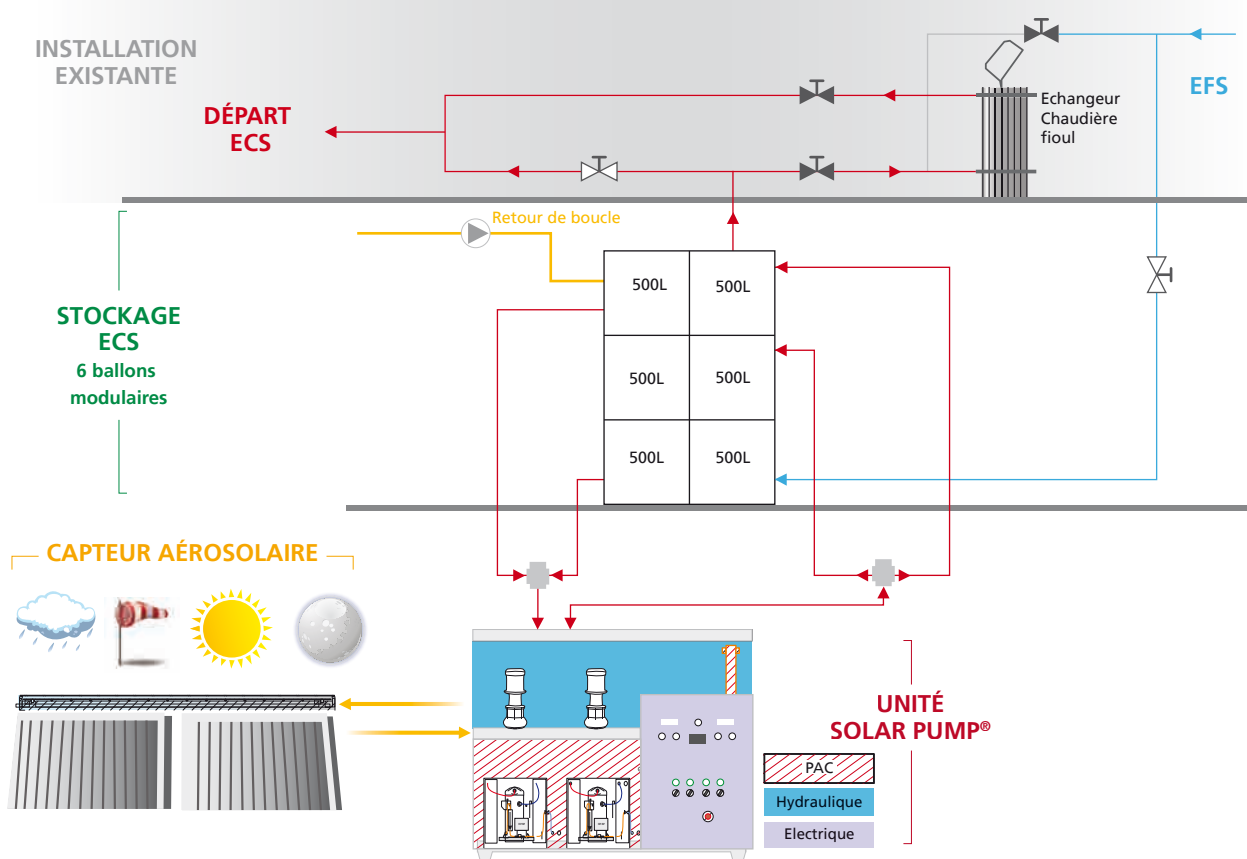 INSTALLATION
EXISTANTE
DÉPART
ECS
EFS
Echangeur
Chaudière
fioul
Retour de boucle
STOCKAGE
ECS
6 ballons
modulaires
500L
500L
500L
500L
500L
500L
CAPTEUR AÉROSOLAIRE
UNITÉ
SOLAR PUMP®
PAC
Hydraulique
Electrique